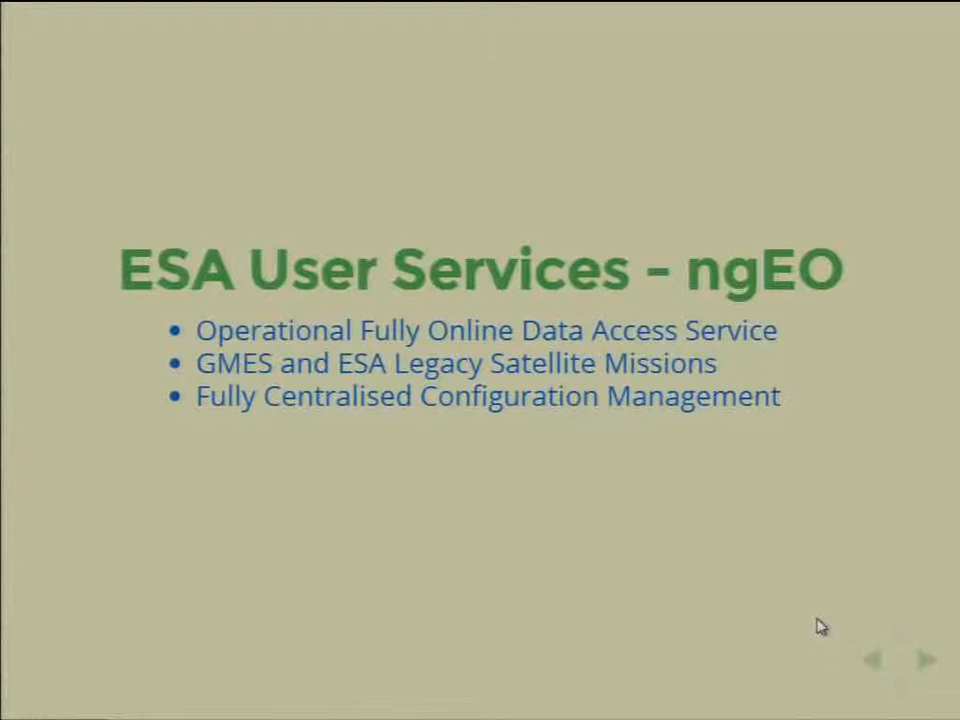 ESA User Services - ngEO
Operational Fully Online Data Access Service
GMES and ESA Legacy Satellite Missions
Fully Centralised Configuration Management